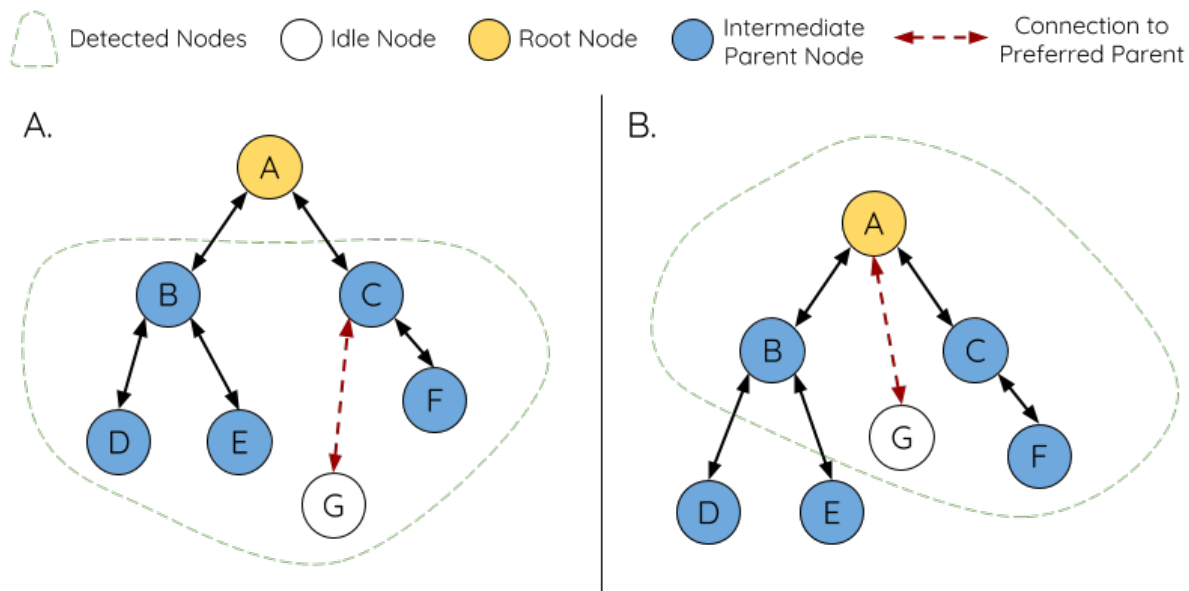 Detected Nodes
Idle Node
Root Node
Intermediate
Parent Node
Connection to
Preferred Parent
A.
A
B
C
D
E
F
G
B.
A
B
C
G
F
D
E